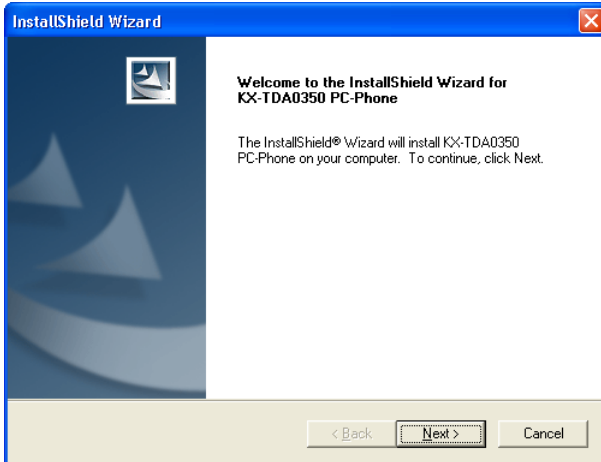 InstallShield Wizard
Welcome to the InstallShield Wizard for
KX-TDA0350 PC-Phone
The InstallShield® Wizard will install KX-TDA0350
PC-Phone on your computer. To continue, click Next.
< Back Next > Cancel